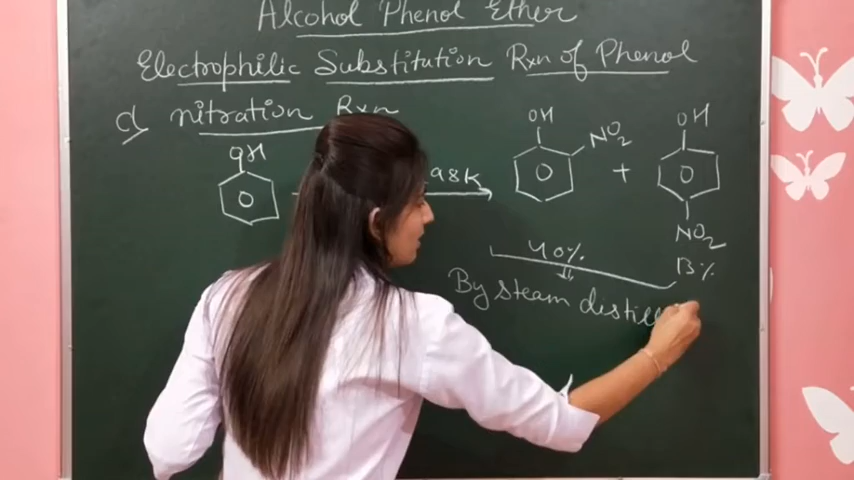 Alcohol, Phenol, Ether
Electrophilic Substitution Rxn of Phenol
c) nitration Rxn
OH 98K OH NO2 + OH
NO2
40% 13%
By steam distill